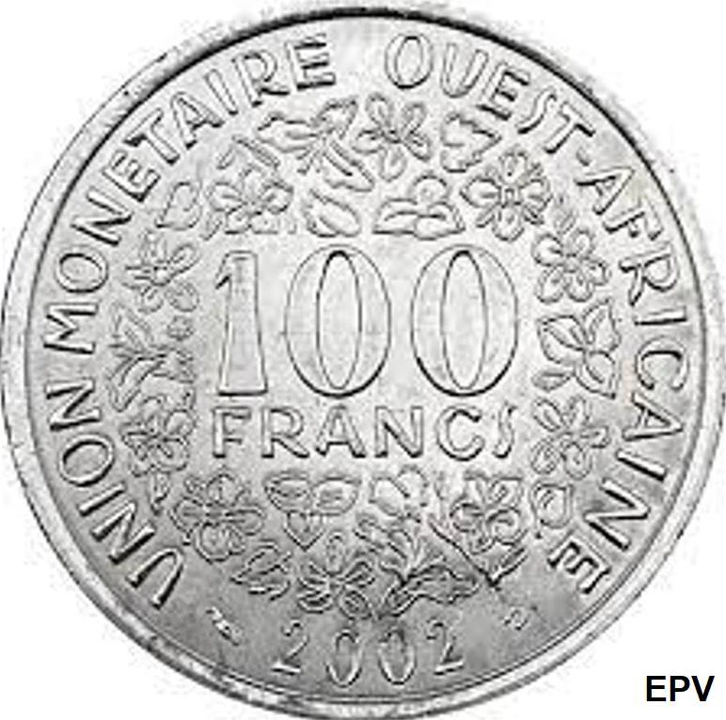 UNION MONETAIRE OUEST-AFRICAINE
100
FRANCS
2002
EPV